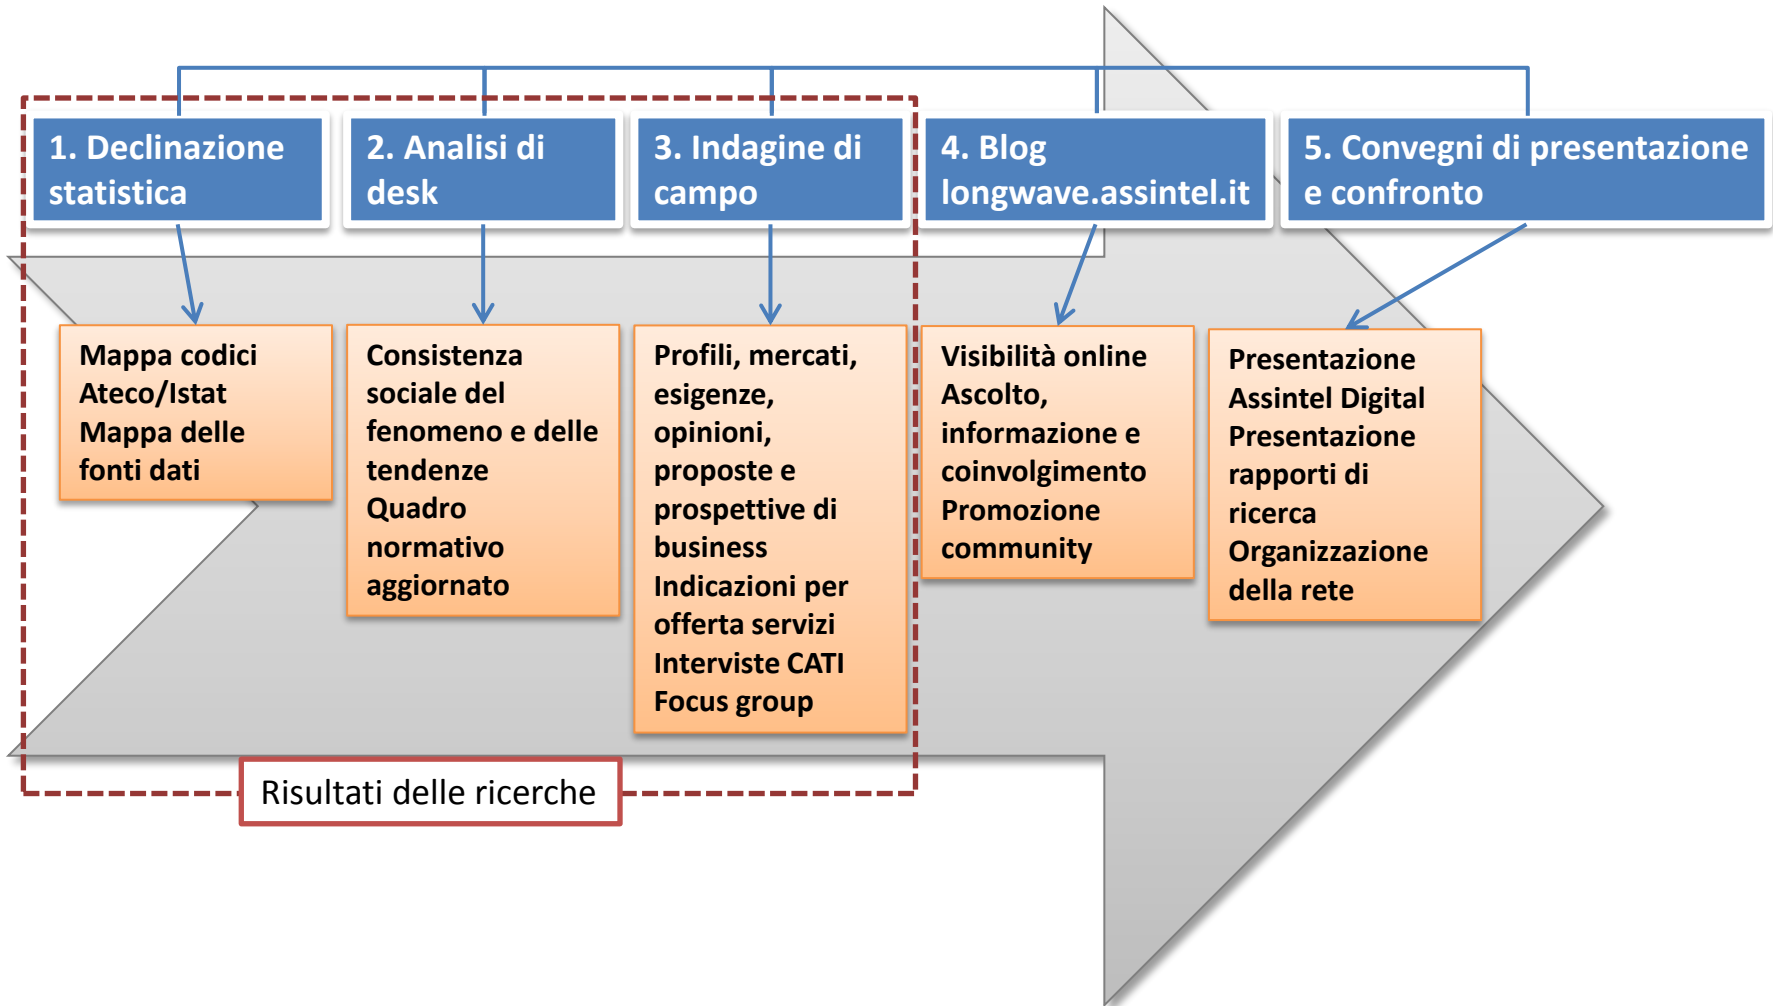 1. Declinazione
statistica
2. Analisi di
desk
3. Indagine di
campo
4. Blog
longwave.assintel.it
5. Convegni di presentazione
e confronto
Mappa codici
Ateco/Istat
Mappa delle
fonti dati
Consistenza
sociale del
fenomeno e delle
tendenze
Quadro
normativo
aggiornato
Profili, mercati,
esigenze,
opinioni,
proposte e
prospettive di
business
Indicazioni per
offerta servizi
Interviste CATI
Focus group
Visibilità online
Ascolto,
informazione e
coinvolgimento
Promozione
community
Presentazione
Assintel Digital
Presentazione
rapporti di
ricerca
Organizzazione
della rete
Risultati delle ricerche